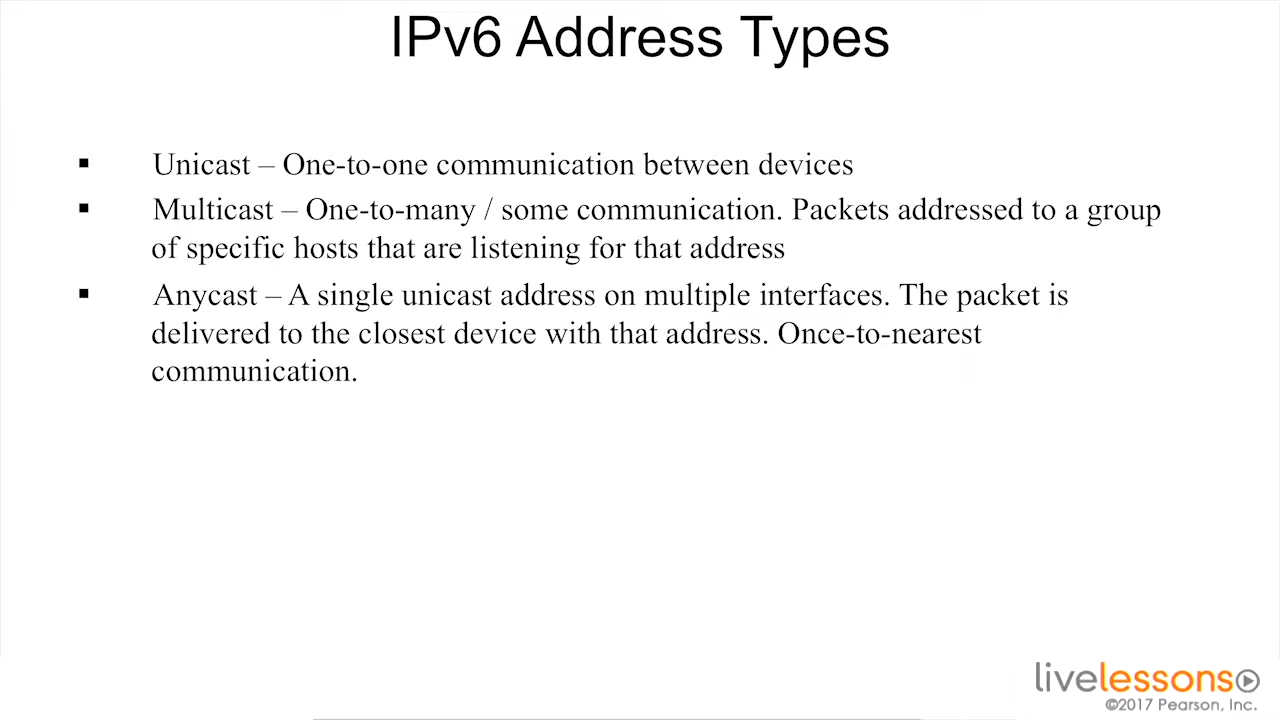 IPv6 Address Types
▪ Unicast – One-to-one communication between devices
▪ Multicast – One-to-many / some communication. Packets addressed to a group
of specific hosts that are listening for that address
▪ Anycast – A single unicast address on multiple interfaces. The packet is
delivered to the closest device with that address. Once-to-nearest
communication.
livelessons
©2017 Pearson, Inc.